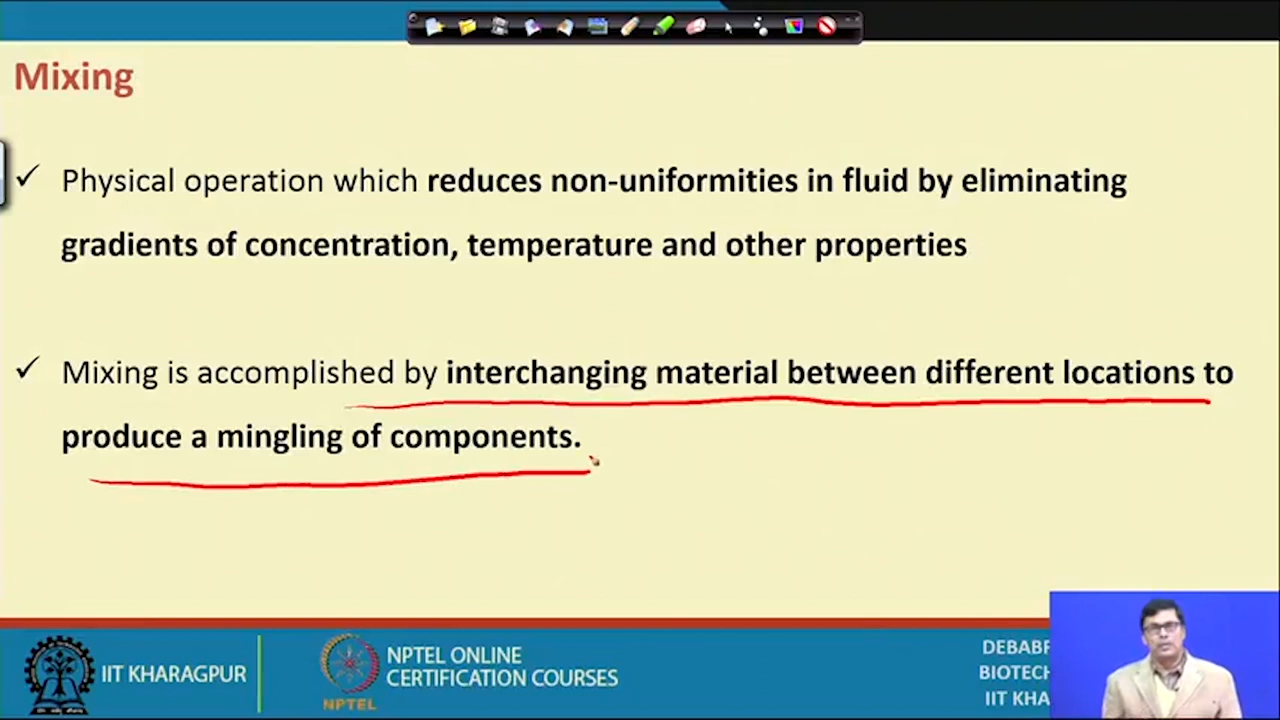 Mixing
✓ Physical operation which reduces non-uniformities in fluid by eliminating
gradients of concentration, temperature and other properties
✓ Mixing is accomplished by interchanging material between different locations to
produce a mingling of components.
IIT KHARAGPUR
NPTEL ONLINE
CERTIFICATION COURSES
NPTEL
DEBABR
BIOTECH
IIT KHA